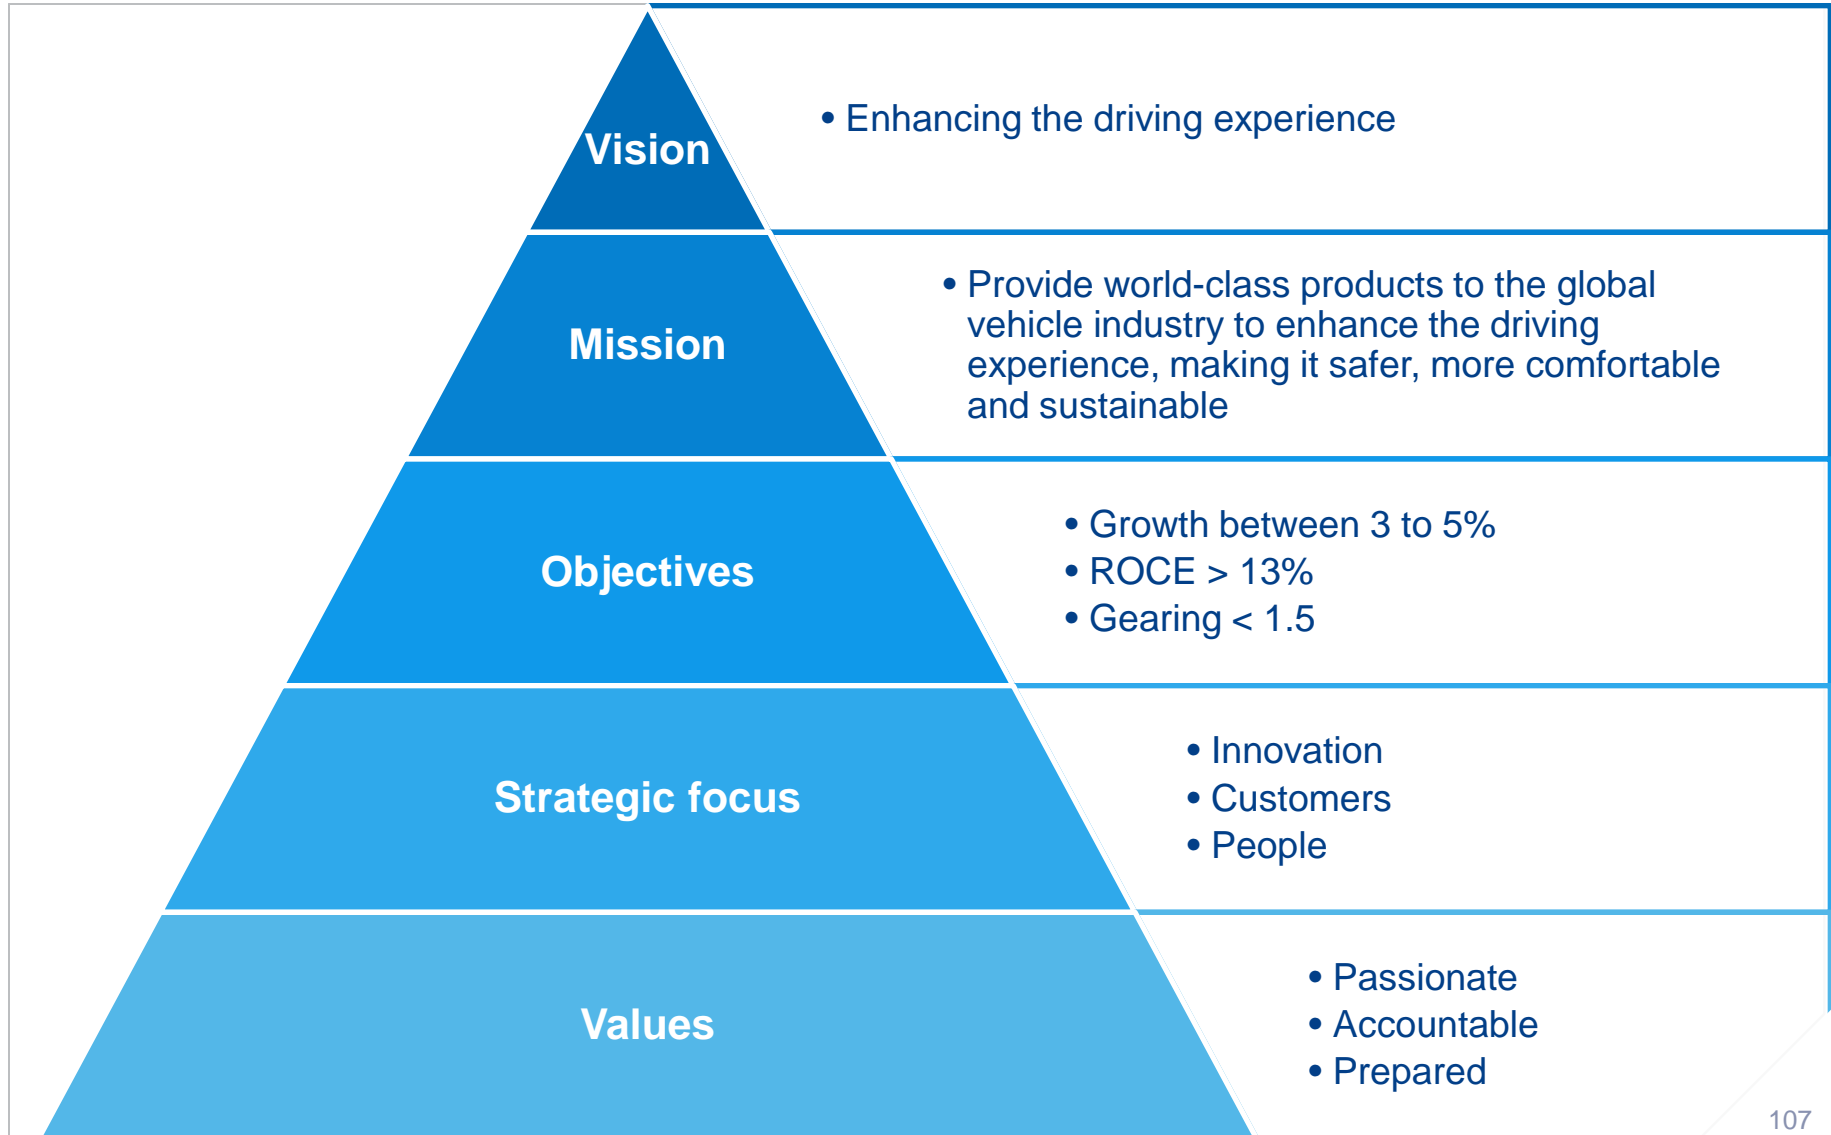 Vision
• Enhancing the driving experience
Mission
• Provide world-class products to the global
vehicle industry to enhance the driving
experience, making it safer, more comfortable
and sustainable
Objectives
• Growth between 3 to 5%
• ROCE > 13%
• Gearing < 1.5
Strategic focus
• Innovation
• Customers
• People
Values
• Passionate
• Accountable
• Prepared
107